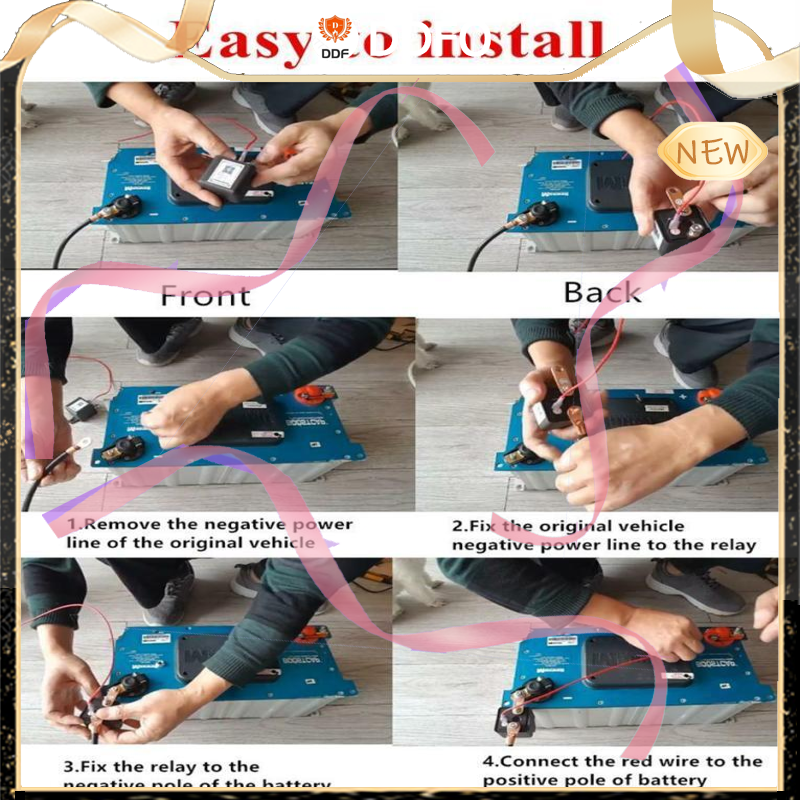 Easy to install
DDF
NEW
Front
Back
1.Remove the negative power
line of the original vehicle
2.Fix the original vehicle
negative power line to the relay
3.Fix the relay to the
negative pole of the battery
4.Connect the red wire to the
positive pole of battery